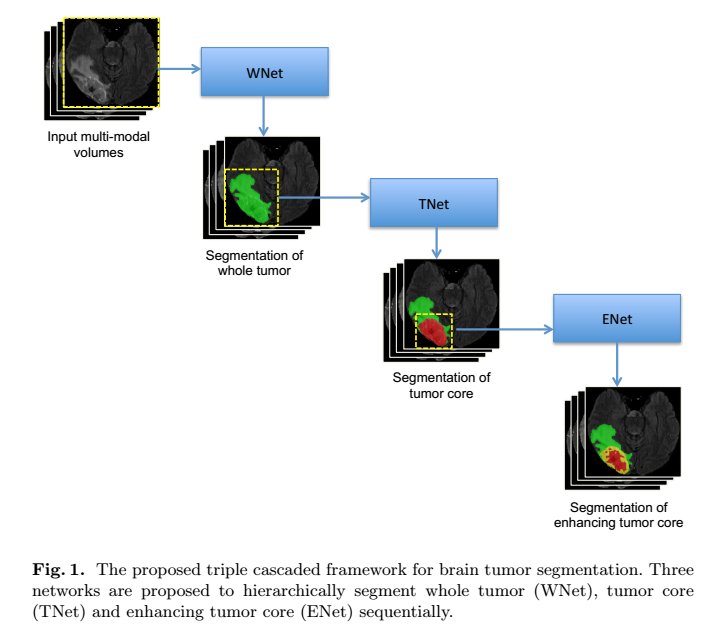 WNet
Input multi-modal
volumes
TNet
Segmentation of
whole tumor
ENet
Segmentation of
tumor core
Segmentation of
enhancing tumor core
Fig. 1. The proposed triple cascaded framework for brain tumor segmentation. Three
networks are proposed to hierarchically segment whole tumor (WNet), tumor core
(TNet) and enhancing tumor core (ENet) sequentially.